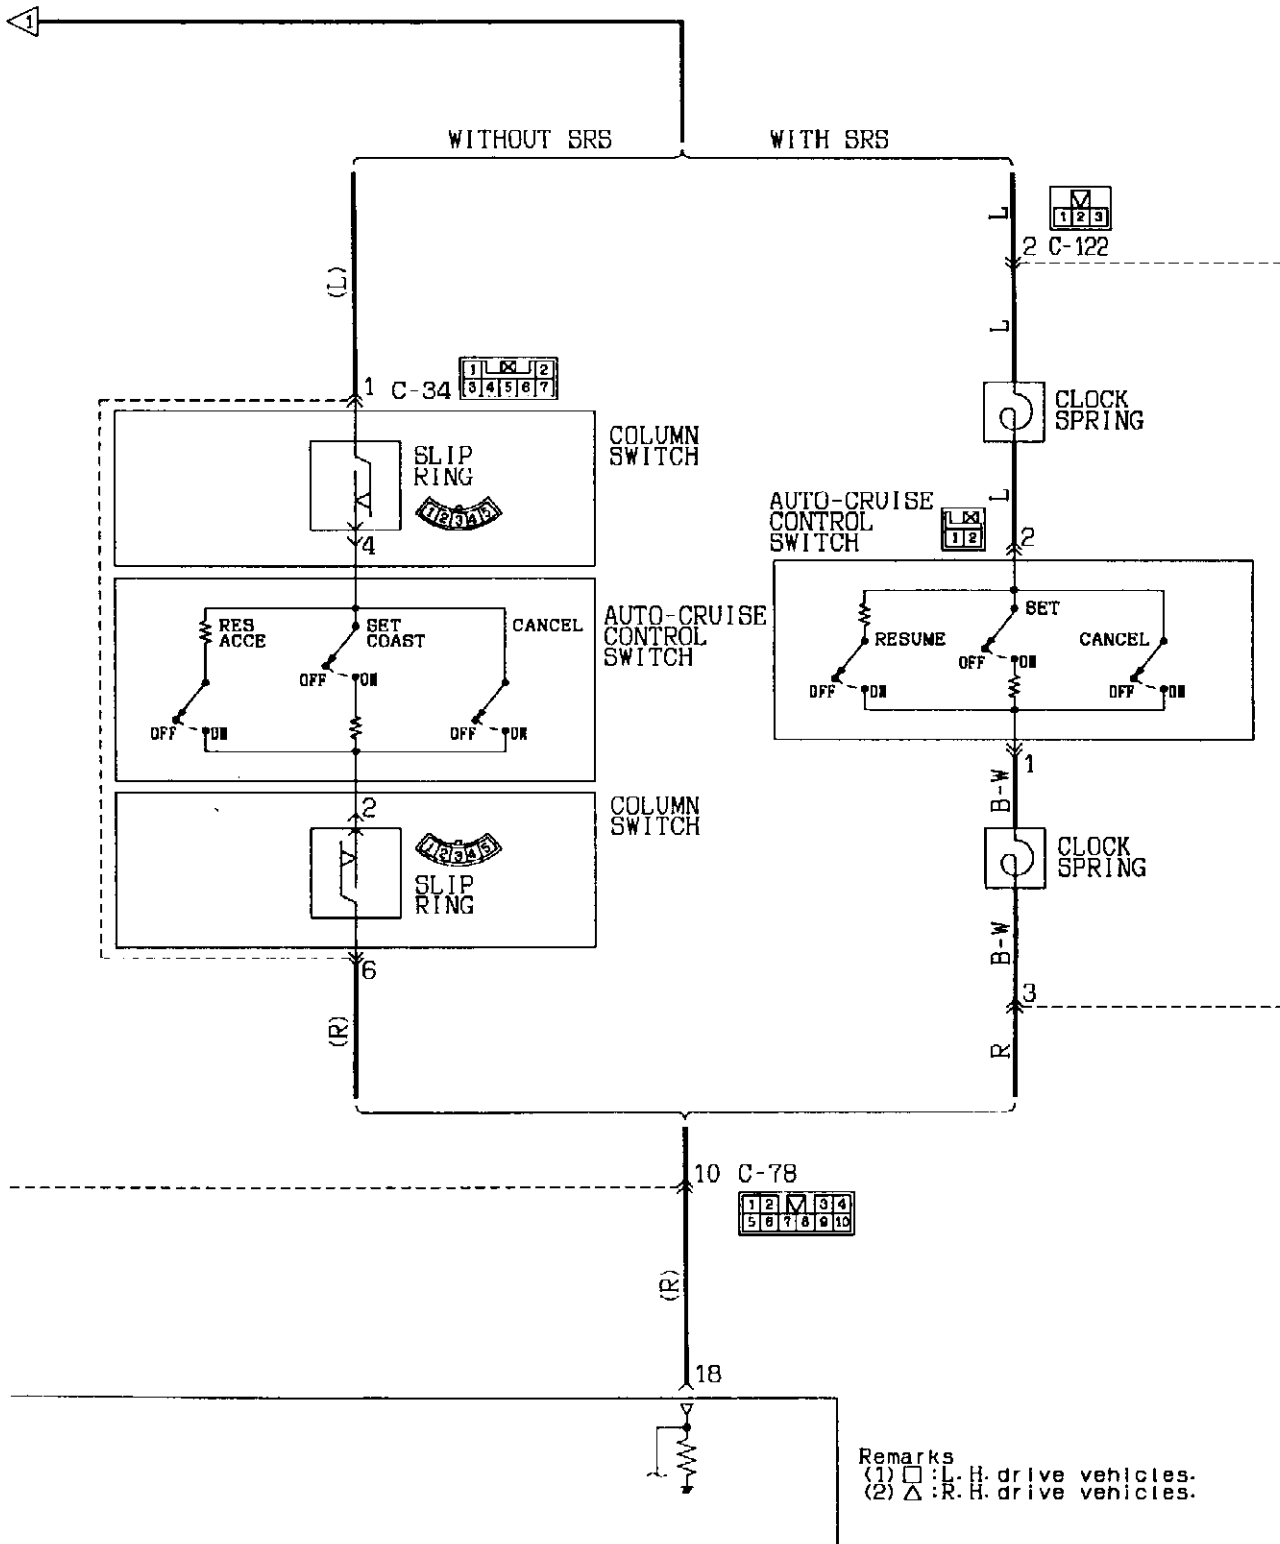 1
WITHOUT SRS
WITH SRS
L
1 2 3
2 C-122
(L)
L
1 C-34
1 2
3 4 5 6 7
CLOCK
SPRING
COLUMN
SWITCH
SLIP
RING
1 2 3 4 5
4
L
AUTO-CRUISE
CONTROL
SWITCH
1 2
2
RES
ACCE
SET
COAST
CANCEL
OFF ON
OFF ON
OFF ON
AUTO-CRUISE
CONTROL
SWITCH
SET
RESUME
CANCEL
OFF ON
OFF ON
OFF ON
1
B-W
2
COLUMN
SWITCH
1 2 3 4 5
SLIP
RING
CLOCK
SPRING
B-W
6
3
(R)
R
10 C-78
1 2 3 4
5 6 7 8 9 10
(R)
18
Remarks
(1) □ :L.H. drive vehicles.
(2) △ :R.H. drive vehicles.